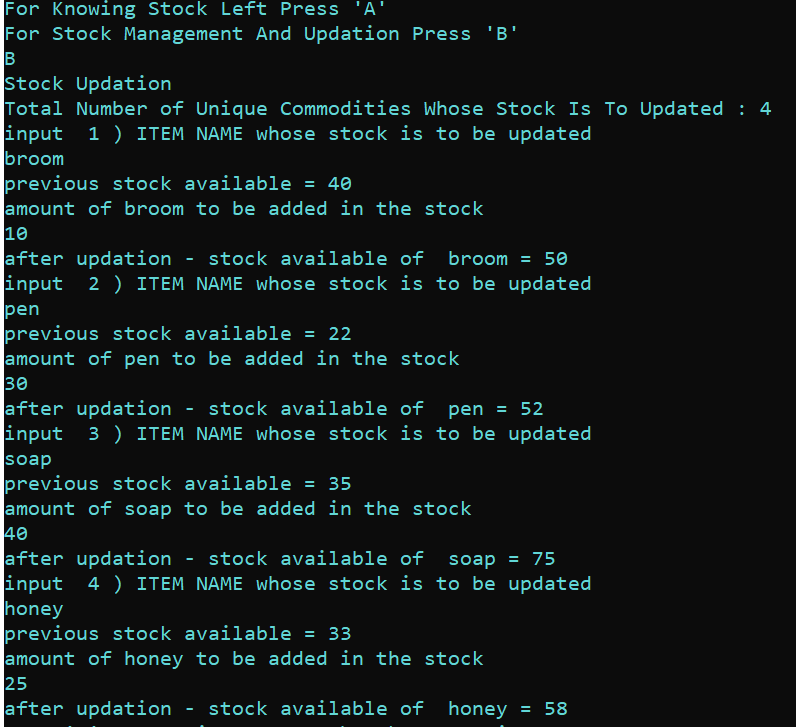 For Knowing Stock Left Press 'A'
For Stock Management And Updation Press 'B'
B
Stock Updation
Total Number of Unique Commodities Whose Stock Is To Updated : 4
input  1 ) ITEM NAME whose stock is to be updated
broom
previous stock available = 40
amount of broom to be added in the stock
10
after updation - stock available of  broom = 50
input  2 ) ITEM NAME whose stock is to be updated
pen
previous stock available = 22
amount of pen to be added in the stock
30
after updation - stock available of  pen = 52
input  3 ) ITEM NAME whose stock is to be updated
soap
previous stock available = 35
amount of soap to be added in the stock
40
after updation - stock available of  soap = 75
input  4 ) ITEM NAME whose stock is to be updated
honey
previous stock available = 33
amount of honey to be added in the stock
25
after updation - stock available of  honey = 58